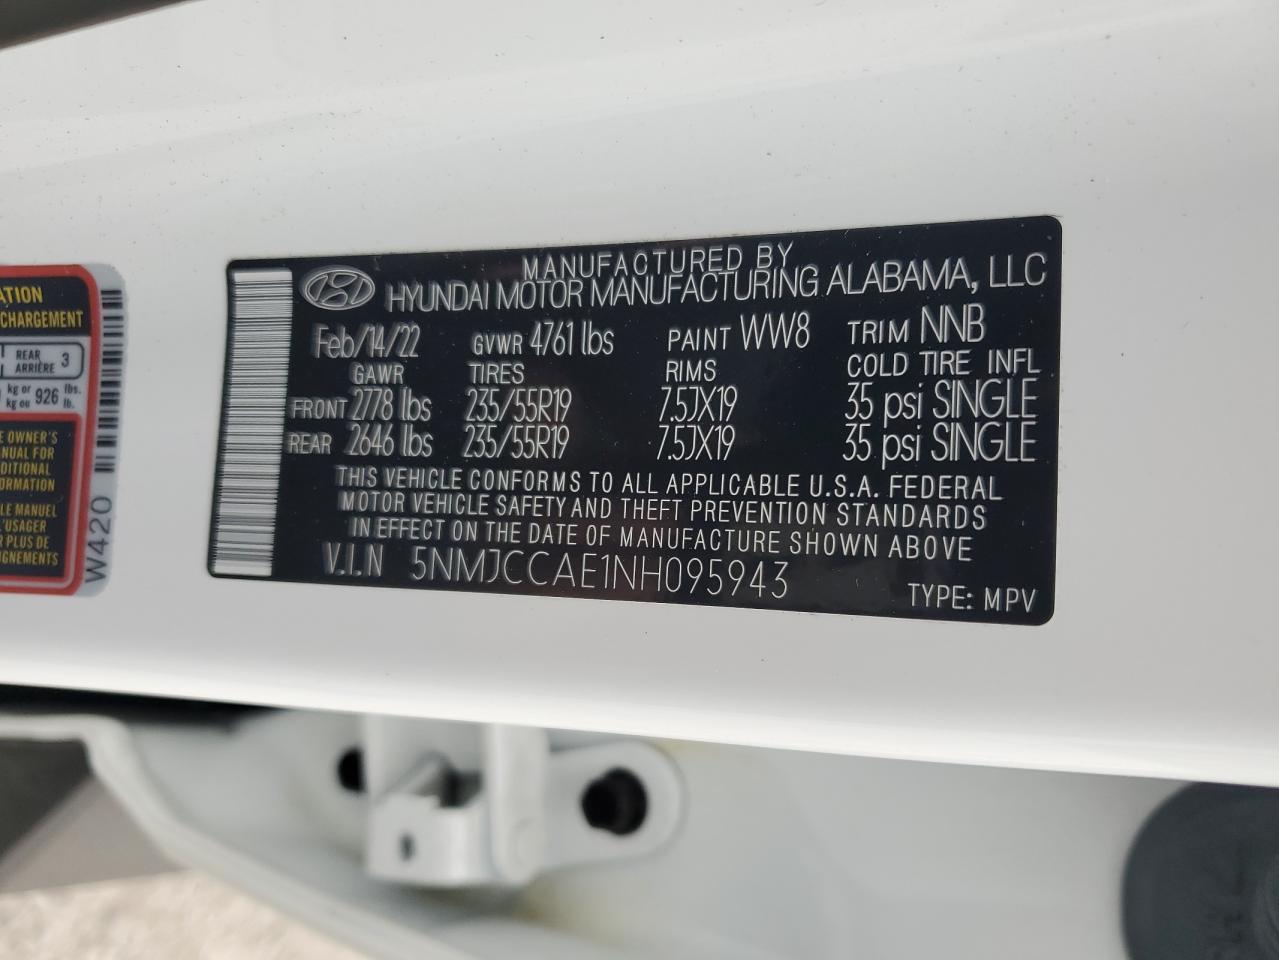 ATION
CHARGEMENT
REAR 3
ARRIÈRE
kg or 926 lbs.
kg ou lb.
E OWNER'S
ANUAL FOR
DITIONAL
ORMATION
LE MANUEL
L'USAGER
R PLUS DE
IGNEMENTS
W420
MANUFACTURED BY
HYUNDAI MOTOR MANUFACTURING ALABAMA, LLC
Feb/14/22 GVWR 4761 lbs PAINT WW8 TRIM NNB
GAWR TIRES RIMS COLD TIRE INFL
FRONT 2778 lbs 235/55R19 7.5JX19 35 psi SINGLE
REAR 2646 lbs 235/55R19 7.5JX19 35 psi SINGLE
THIS VEHICLE CONFORMS TO ALL APPLICABLE U.S.A. FEDERAL
MOTOR VEHICLE SAFETY AND THEFT PREVENTION STANDARDS
IN EFFECT ON THE DATE OF MANUFACTURE SHOWN ABOVE
V.I.N 5NMJCCAE1NH095943
TYPE: MPV